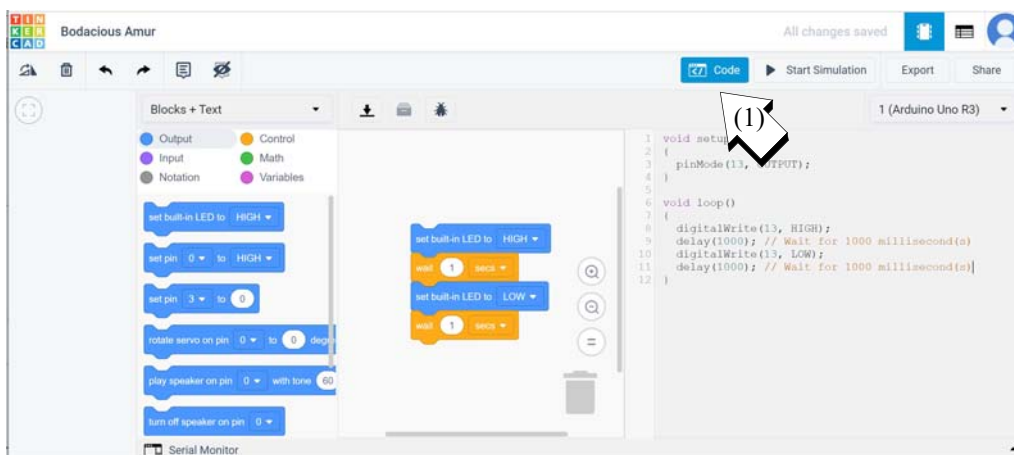 TIN
KER
CAD
Bodacious Amur
All changes saved
Code
Start Simulation
Export
Share
(1)
Blocks + Text
1 (Arduino Uno R3)
Output
Control
Input
Math
Notation
Variables
set built-in LED to HIGH
set pin 0 to HIGH
set pin 3 to 0
rotate servo on pin 0 to 0
play speaker on pin 0 with tone 60
turn off speaker on pin 0
set built-in LED to HIGH
wait 1 secs
set built-in LED to LOW
wait 1 secs
1 void
2 {
3 pinMode(13,
4 }
5
6 void loop()
7 {
8 digitalWrite(13, HIGH);
9 delay(1000); // Wait for 1000 millisecond(s)
10 digitalWrite(13, LOW);
11 delay(1000); // Wait for 1000 millisecond(s)
12 }
Serial Monitor